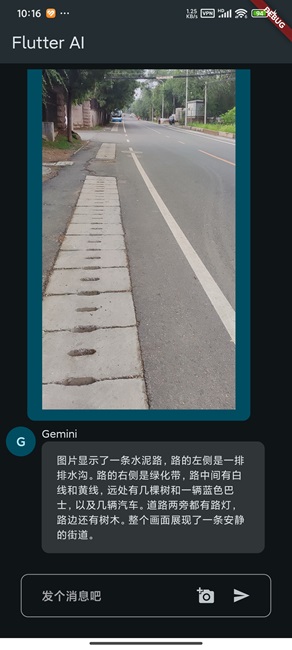 10:16
1.25
KB/s
VPN
HD
94
DEBUG
Flutter AI
G
Gemini
图片显示了一条水泥路，路的左侧是一排
排水沟。路的右侧是绿化带，路中间有白
线和黄线，远处有几棵树和一辆蓝色巴
士，以及几辆汽车。道路两旁都有路灯，
路边还有树木。整个画面展现了一条安静
的街道。
发个消息吧